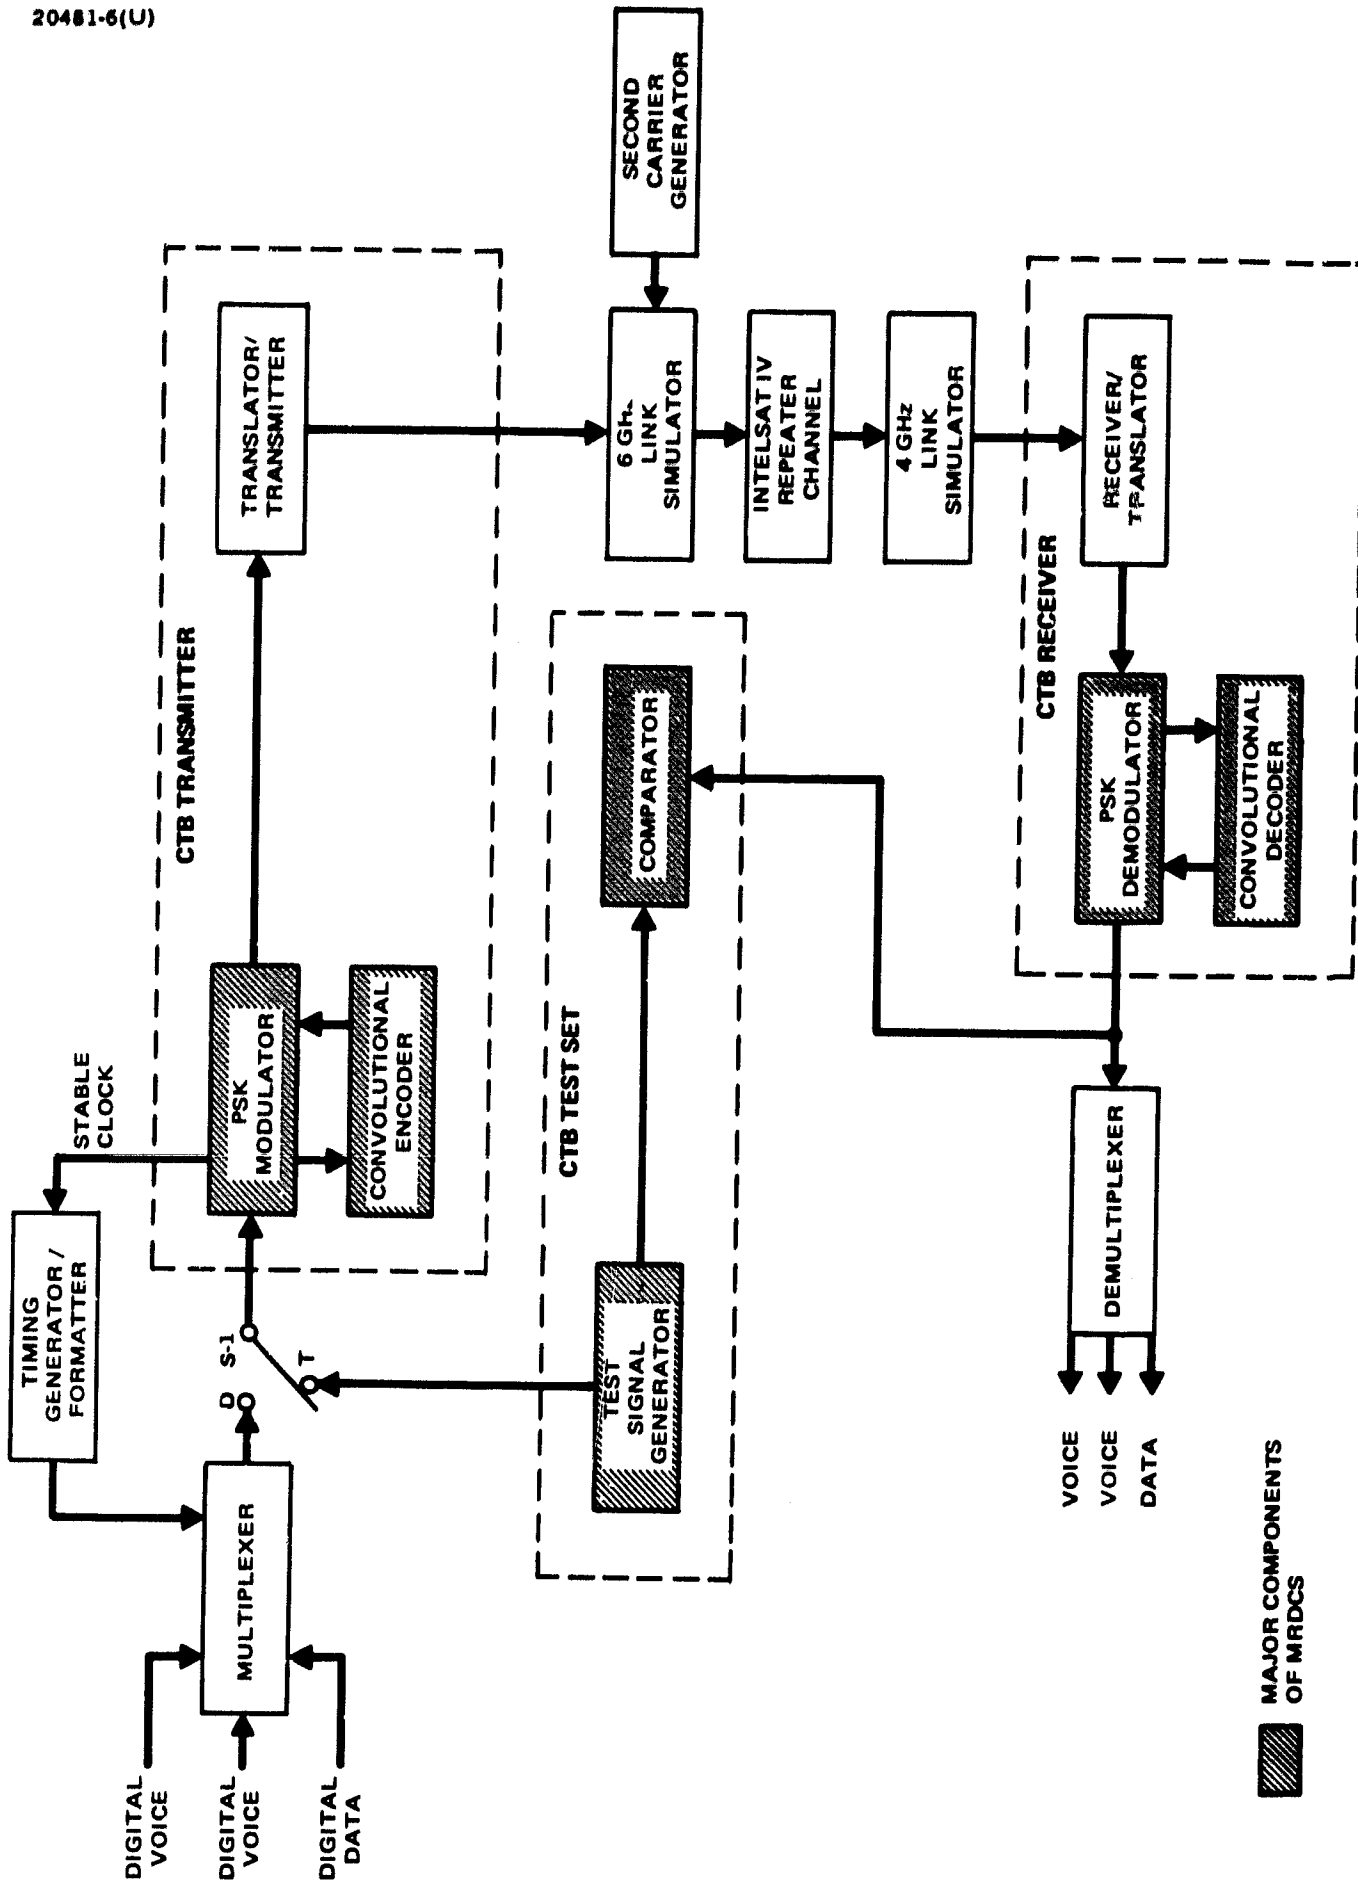 20481-6(U)
DIGITAL
VOICE
DIGITAL
VOICE
DIGITAL
DATA
MULTIPLEXER
TIMING
GENERATOR/
FORMATTER
STABLE
CLOCK
D
S-1
T
CTB TRANSMITTER
PSK
MODULATOR
CONVOLUTIONAL
ENCODER
TRANSLATOR/
TRANSMITTER
CTB TEST SET
TEST
SIGNAL
GENERATOR
COMPARATOR
SECOND
CARRIER
GENERATOR
6 GHz
LINK
SIMULATOR
INTELSAT IV
REPEATER
CHANNEL
4 GHz
LINK
SIMULATOR
CTB RECEIVER
RECEIVER/
TRANSLATOR
PSK
DEMODULATOR
CONVOLUTIONAL
DECODER
DEMULTIPLEXER
VOICE
VOICE
DATA
MAJOR COMPONENTS
OF MRDCS